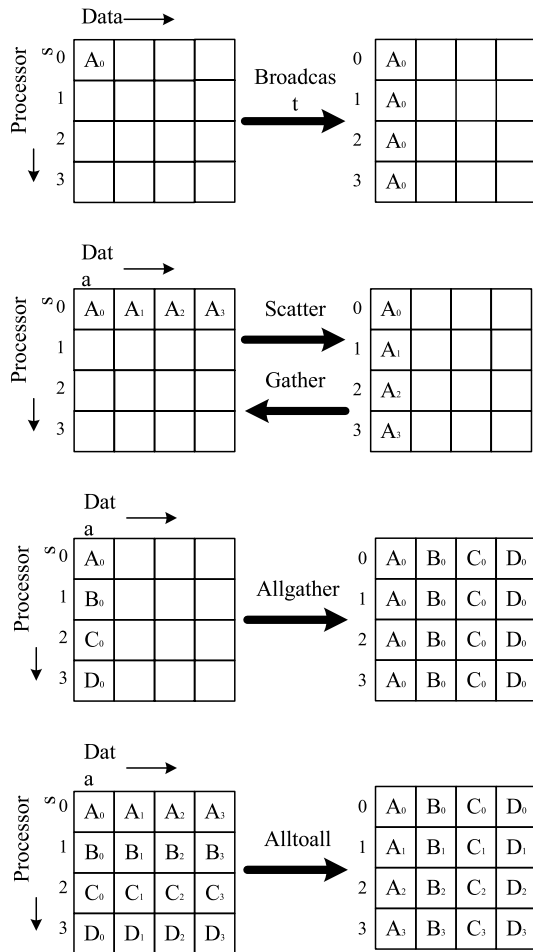 Data
Processor
s
0
A₀
1
2
3
Broadcas
t
0 A₀
1 A₀
2 A₀
3 A₀
Dat
a
Processor
s
0 A₀ A₁ A₂ A₃
1
2
3
Scatter
Gather
0 A₀
1 A₁
2 A₂
3 A₃
Dat
a
Processor
s
0 A₀
1 B₀
2 C₀
3 D₀
Allgather
0 A₀ B₀ C₀ D₀
1 A₀ B₀ C₀ D₀
2 A₀ B₀ C₀ D₀
3 A₀ B₀ C₀ D₀
Dat
a
Processor
s
0 A₀ A₁ A₂ A₃
1 B₀ B₁ B₂ B₃
2 C₀ C₁ C₂ C₃
3 D₀ D₁ D₂ D₃
Alltoall
0 A₀ B₀ C₀ D₀
1 A₁ B₁ C₁ D₁
2 A₂ B₂ C₂ D₂
3 A₃ B₃ C₃ D₃